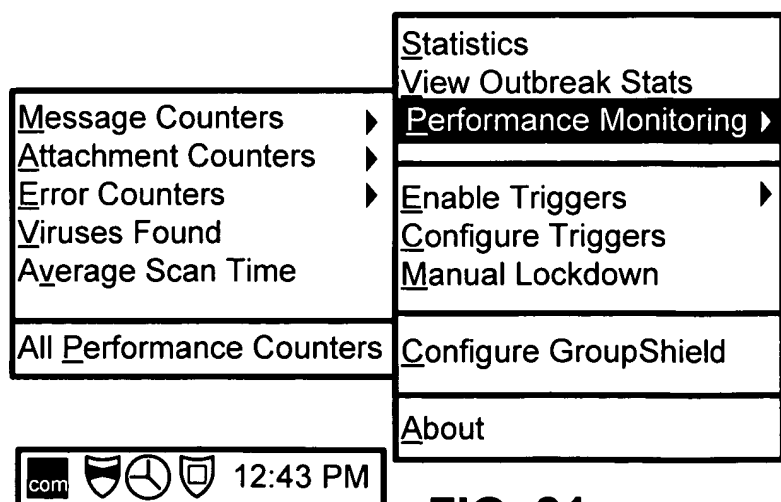 Statistics
View Outbreak Stats
Performance Monitoring
Enable Triggers
Configure Triggers
Manual Lockdown
Configure GroupShield
About
Message Counters
Attachment Counters
Error Counters
Viruses Found
Average Scan Time
All Performance Counters
com 12:43 PM